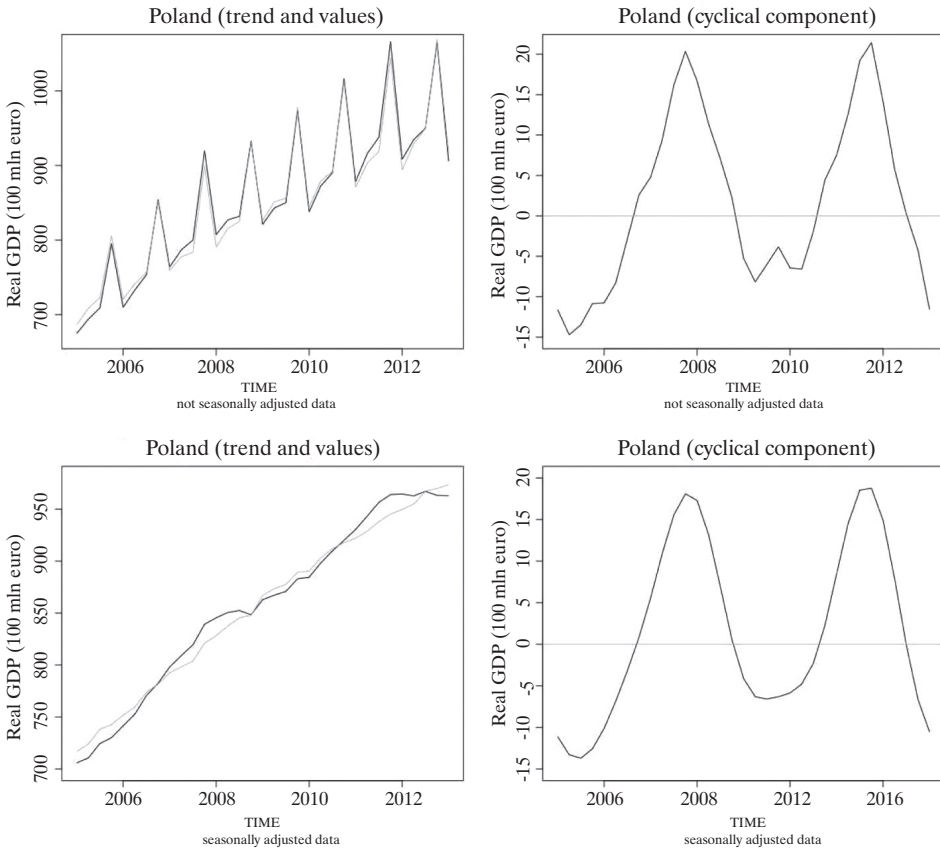 Poland (trend and values)
Real GDP (100 mln euro)
1000
900
800
700
2006
2008
2010
2012
TIME
not seasonally adjusted data
Poland (cyclical component)
Real GDP (100 mln euro)
20
15
10
5
0
-5
-10
-15
2006
2008
2010
2012
TIME
not seasonally adjusted data
Poland (trend and values)
Real GDP (100 mln euro)
950
900
850
800
750
700
2006
2008
2010
2012
TIME
seasonally adjusted data
Poland (cyclical component)
Real GDP (100 mln euro)
20
15
10
5
0
-5
-10
-15
2006
2008
2012
2016
TIME
seasonally adjusted data